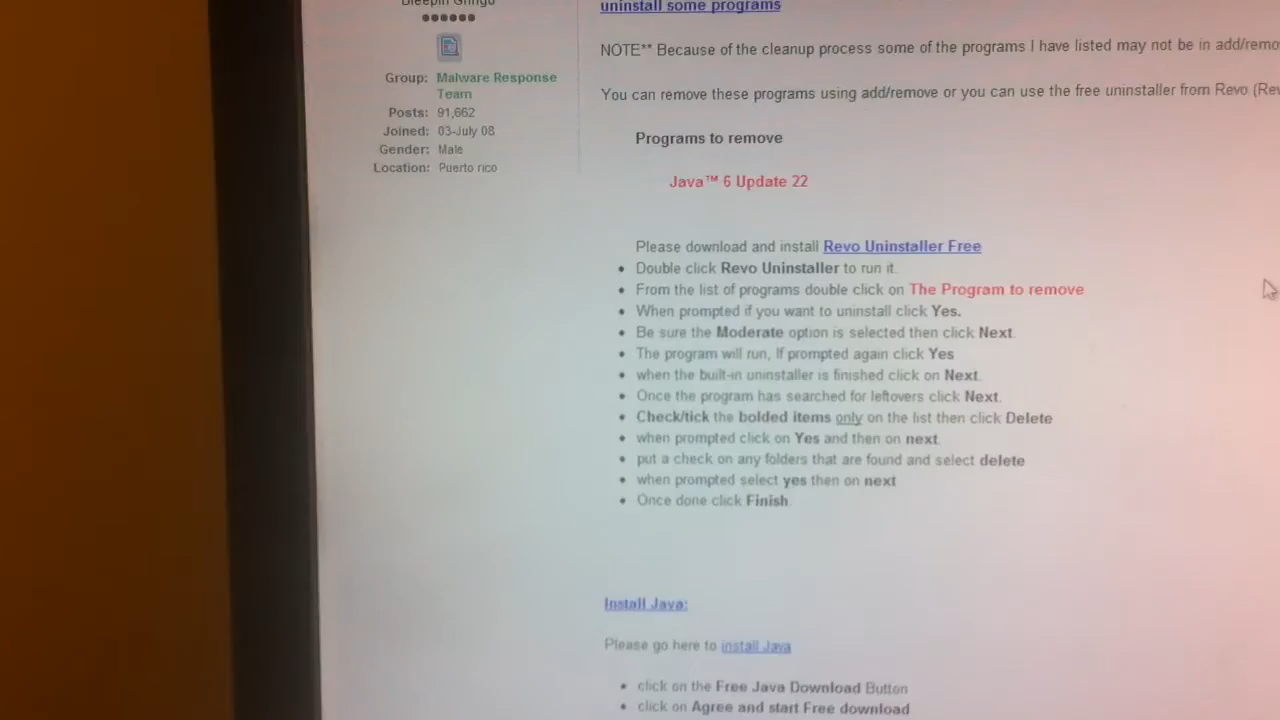 Bleepin Gringo
Group: Malware Response
Team
Posts: 91,662
Joined: 03-July 08
Gender: Male
Location: Puerto rico
uninstall some programs
NOTE** Because of the cleanup process some of the programs I have listed may not be in add/remo
You can remove these programs using add/remove or you can use the free uninstaller from Revo (Rev
Programs to remove
Java™ 6 Update 22
Please download and install Revo Uninstaller Free
• Double click Revo Uninstaller to run it.
• From the list of programs double click on The Program to remove
• When prompted if you want to uninstall click Yes.
• Be sure the Moderate option is selected then click Next.
• The program will run, If prompted again click Yes
• when the built-in uninstaller is finished click on Next.
• Once the program has searched for leftovers click Next.
• Check/tick the bolded items only on the list then click Delete
• when prompted click on Yes and then on next.
• put a check on any folders that are found and select delete
• when prompted select yes then on next
• Once done click Finish.
Install Java:
Please go here to install Java
• click on the Free Java Download Button
• click on Agree and start Free download